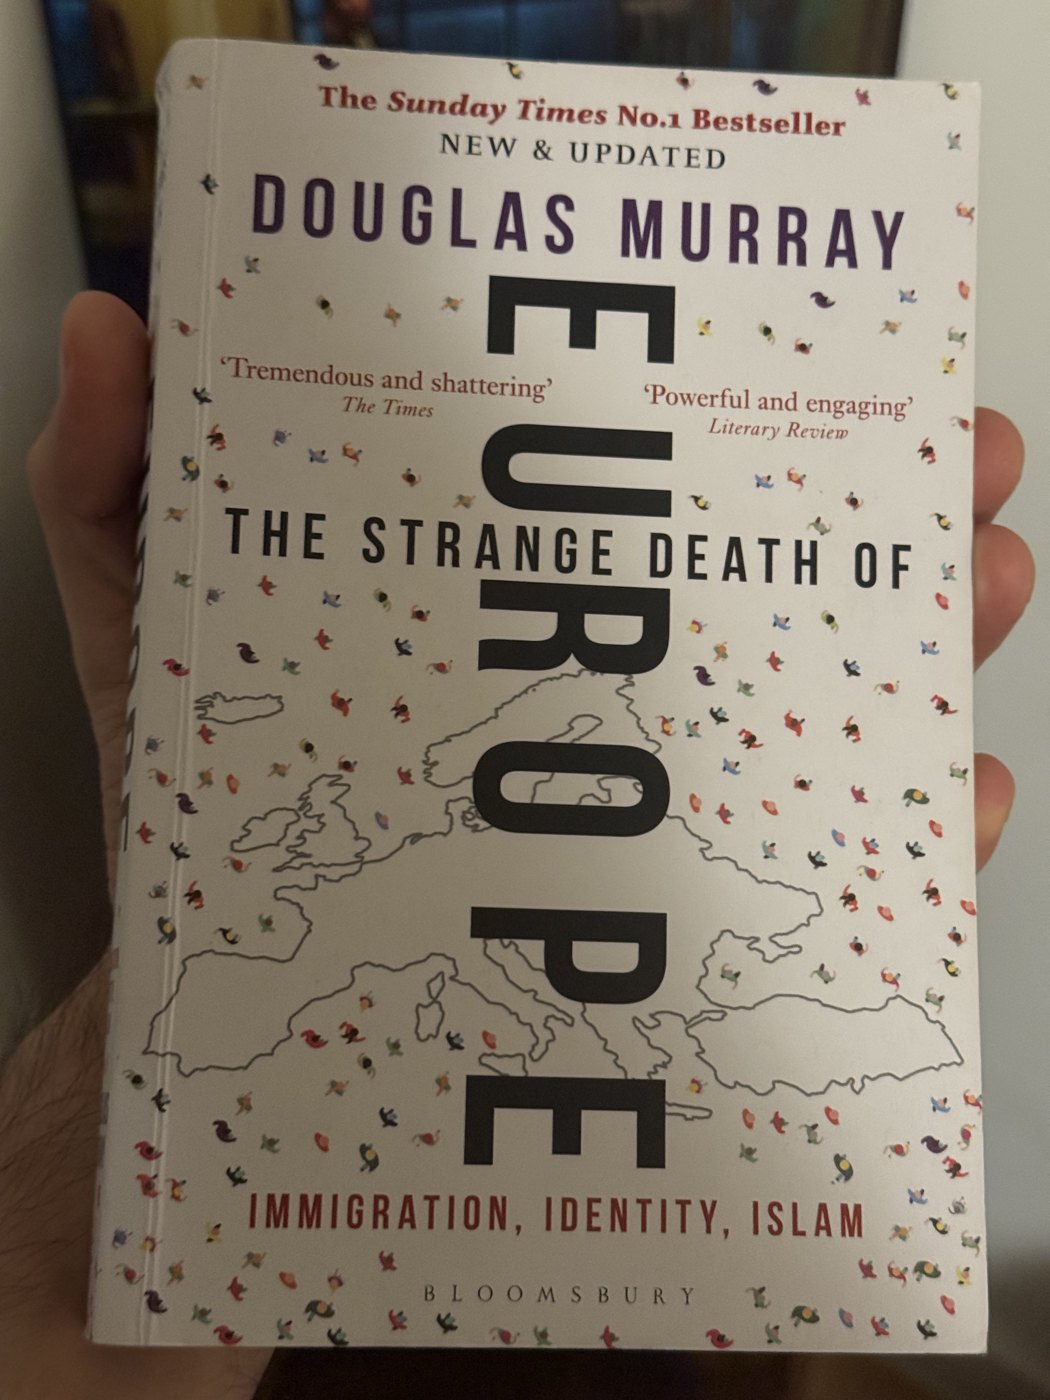 The Sunday Times No.1 Bestseller
NEW & UPDATED
DOUGLAS MURRAY
'Tremendous and shattering'
The Times
'Powerful and engaging'
Literary Review
THE STRANGE DEATH OF
EUROPE
IMMIGRATION, IDENTITY, ISLAM
BLOOMSBURY